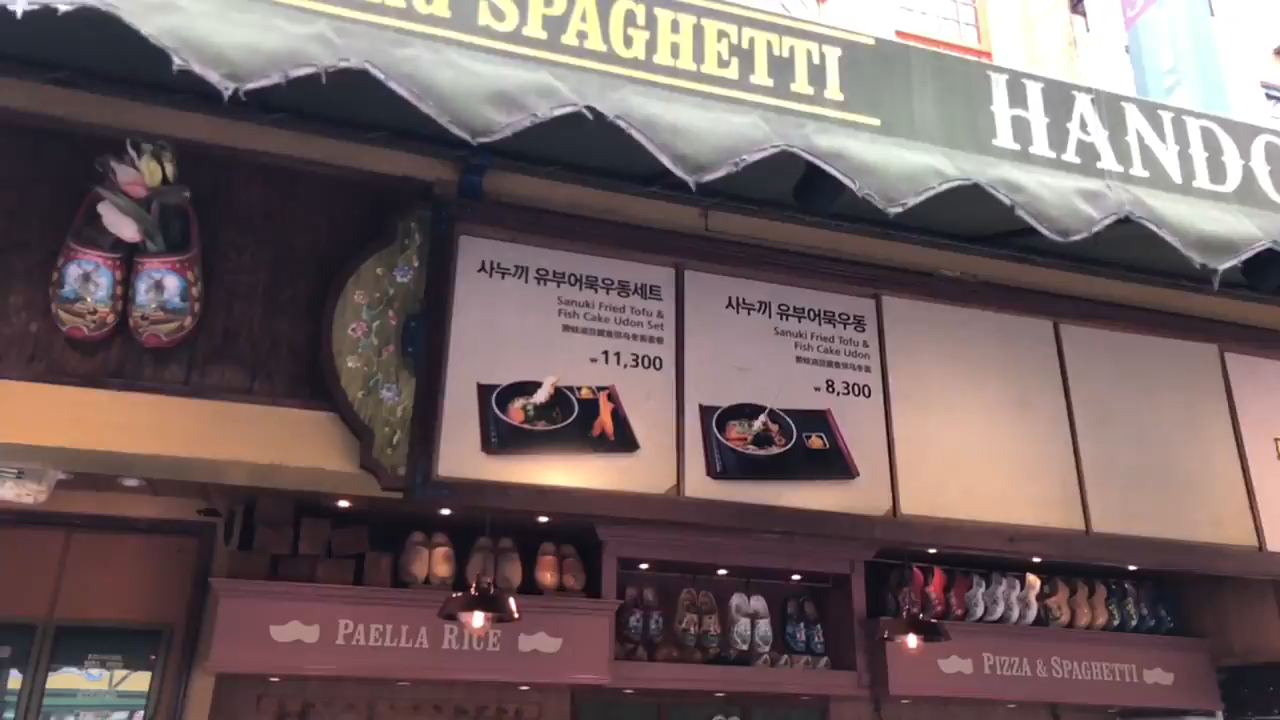 SPAGHETTI
HAND
사누끼 유부어묵우동세트
Sanuki Fried Tofu &
Fish Cake Udon Set
₩ 11,300
사누끼 유부어묵우동
Sanuki Fried Tofu &
Fish Cake Udon
₩ 8,300
PAELLA RICE
PIZZA & SPAGHETTI